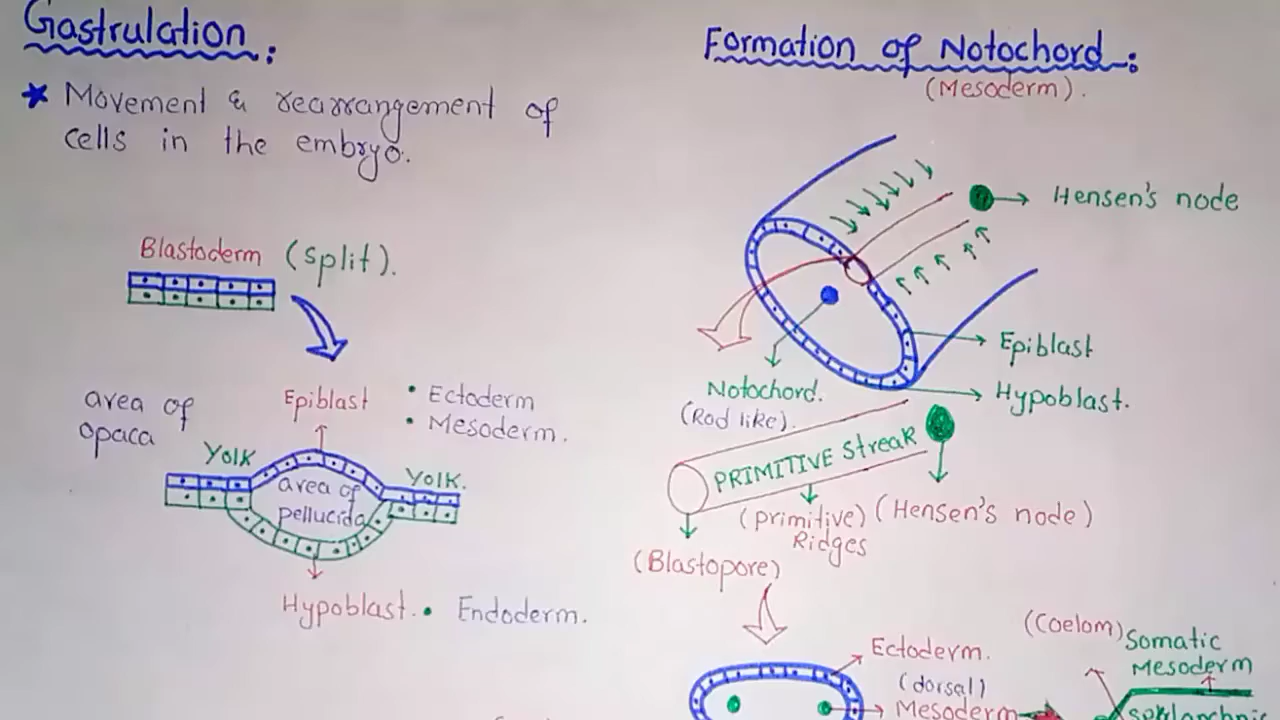 Gastrulation :
★ Movement & rearrangement of
cells in the embryo.
Blastoderm (split).
area of
opaca
Epiblast
• Ectoderm
• Mesoderm.
Yolk
Yolk.
area of
pellucida
Hypoblast. • Endoderm.
Formation of Notochord :
(Mesoderm).
Hensen's node
Epiblast
Hypoblast.
Notochord.
(Rod like).
PRIMITIVE Streak
(primitive) (Hensen's node)
Ridges
(Blastopore)
Ectoderm.
(dorsal)
Mesoderm
(Coelom) Somatic
Mesoderm